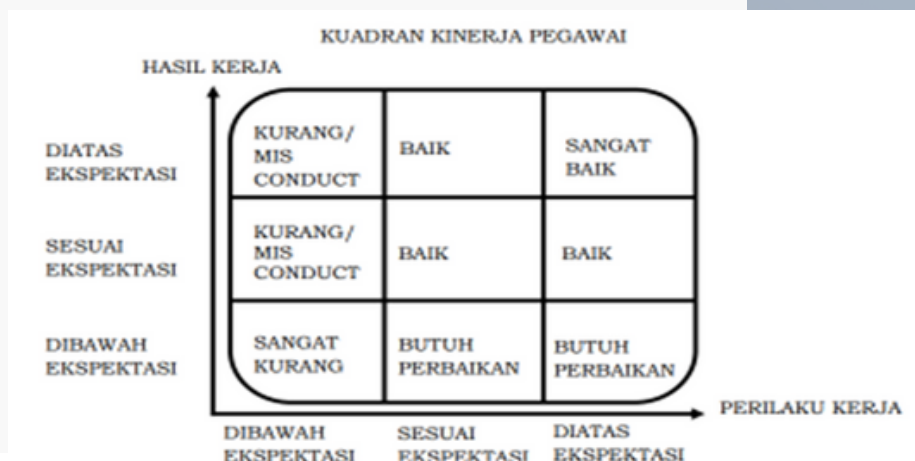 KUADRAN KINERJA PEGAWAI
HASIL KERJA
DIATAS
EKSPEKTASI
KURANG/
MIS
CONDUCT
BAIK
SANGAT
BAIK
SESUAI
EKSPEKTASI
KURANG/
MIS
CONDUCT
BAIK
BAIK
DIBAWAH
EKSPEKTASI
SANGAT
KURANG
BUTUH
PERBAIKAN
BUTUH
PERBAIKAN
PERILAKU KERJA
DIBAWAH
EKSPEKTASI
SESUAI
EKSPEKTASI
DIATAS
EKSPEKTASI